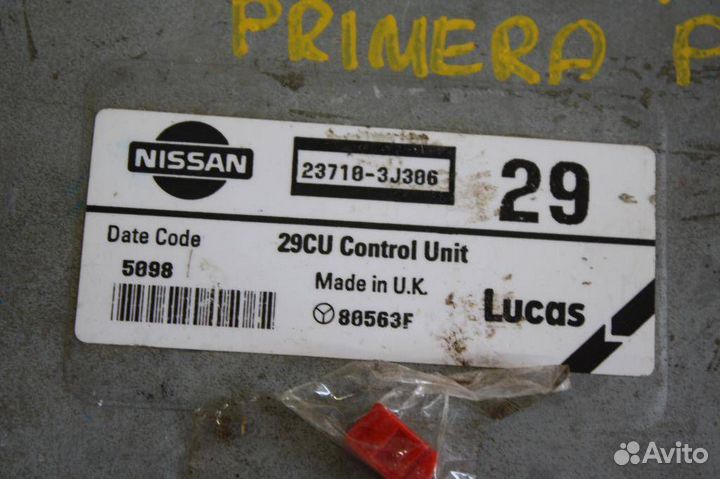 PRIMERA P
NISSAN
23710-3J306
29
Date Code
5098
29CU Control Unit
Made in U.K.
80563F
Lucas
Avito